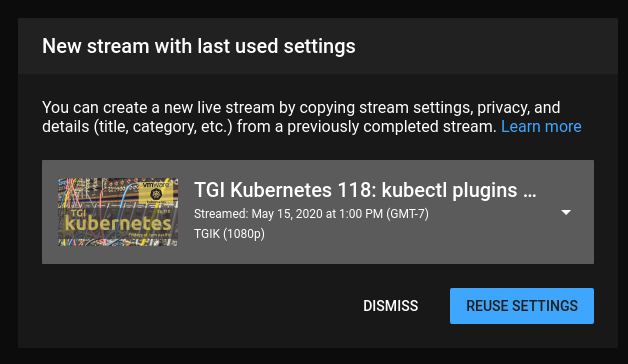 New stream with last used settings
You can create a new live stream by copying stream settings, privacy, and
details (title, category, etc.) from a previously completed stream. Learn more
vmware
TGI
kubernetes
TGI Kubernetes 118: kubectl plugins ...
Streamed: May 15, 2020 at 1:00 PM (GMT-7)
TGIK (1080p)
DISMISS
REUSE SETTINGS